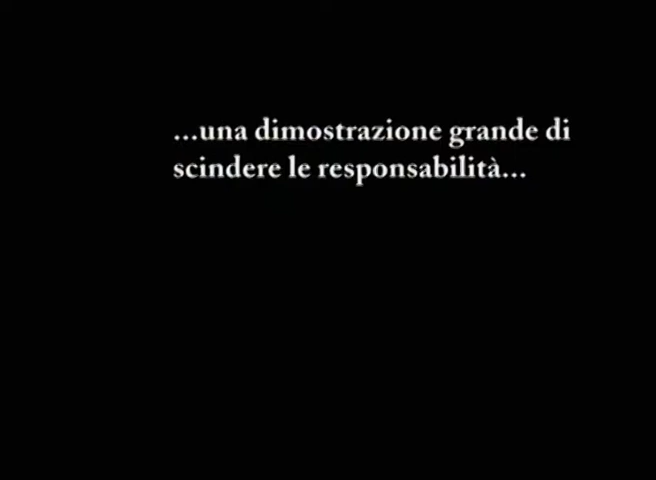 ...una dimostrazione grande di
scindere le responsabilità...